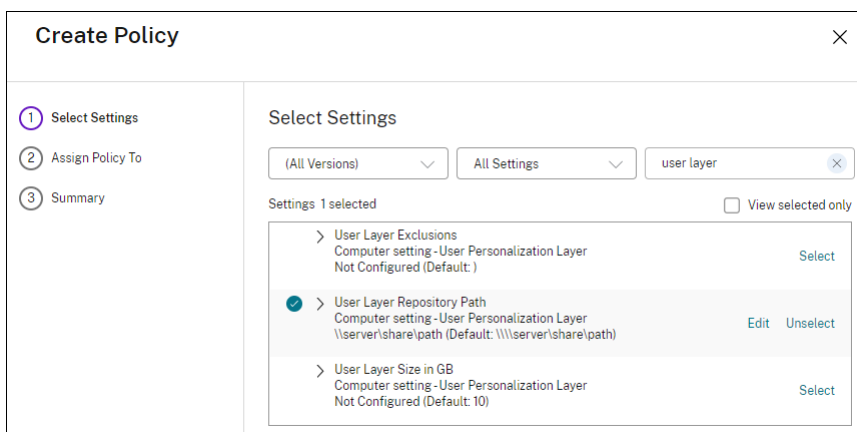 Create Policy
1 Select Settings
2 Assign Policy To
3 Summary
Select Settings
(All Versions) All Settings user layer
Settings 1 selected View selected only
User Layer Exclusions
Computer setting - User Personalization Layer
Not Configured (Default: )
Select
User Layer Repository Path
Computer setting - User Personalization Layer
\\server\share\path (Default: \\\\server\share\path)
Edit Unselect
User Layer Size in GB
Computer setting - User Personalization Layer
Not Configured (Default: 10)
Select